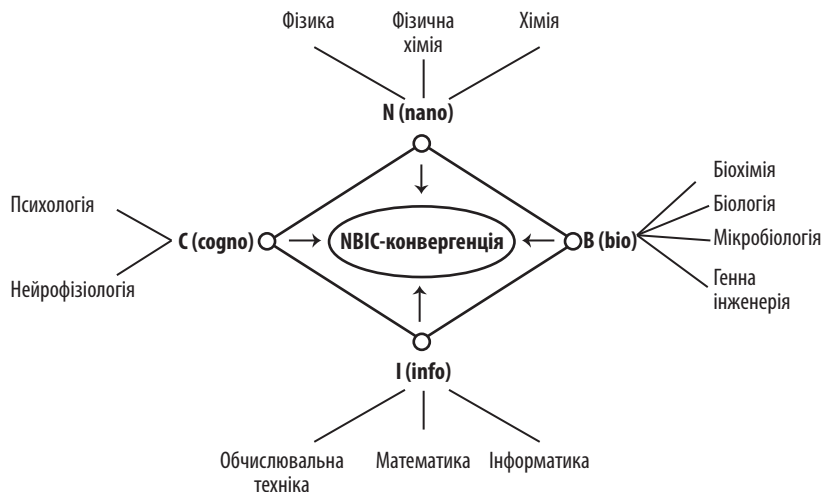 Фізика
Фізична
хімія
Хімія
N (nano)
Психологія
Нейрофізіологія
C (cogno)
NBIC-конвергенція
B (bio)
Біохімія
Біологія
Мікробіологія
Генна
інженерія
I (info)
Обчислювальна
техніка
Математика
Інформатика